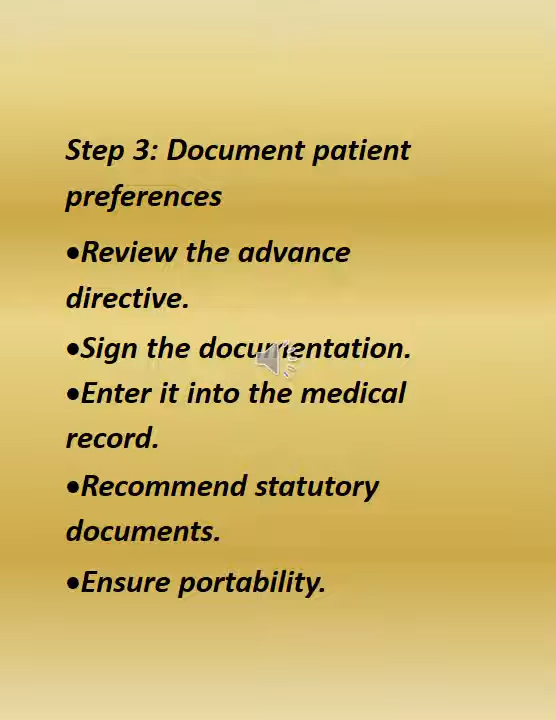 Step 3: Document patient
preferences
•Review the advance
directive.
•Sign the documentation.
•Enter it into the medical
record.
•Recommend statutory
documents.
•Ensure portability.